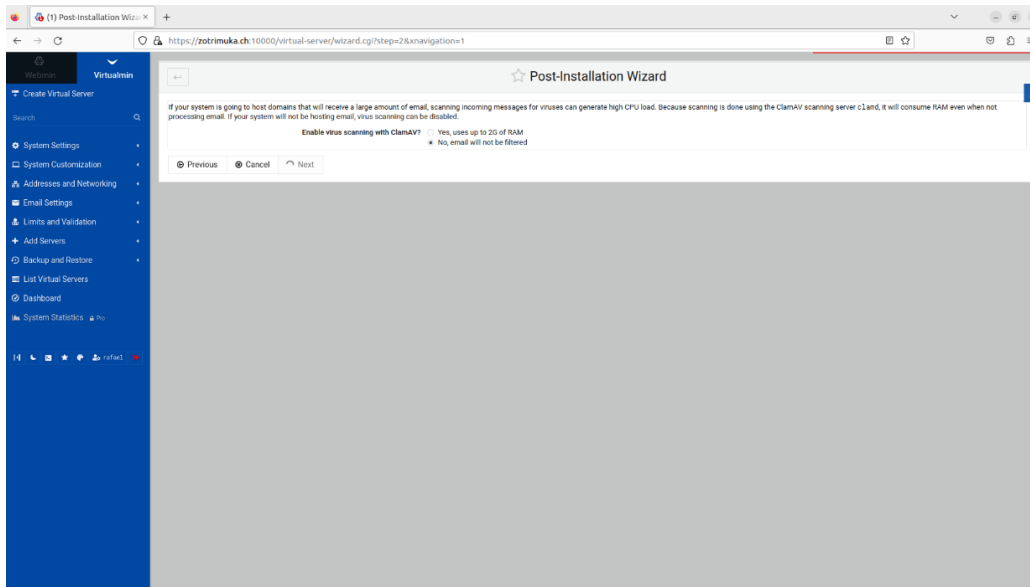 (1) Post-Installation Wizar
https://zotrimuka.ch:10000/virtual-server/wizard.cgi?step=2&xnavigation=1
Webmin
Virtualmin
Create Virtual Server
Search
System Settings
System Customization
Addresses and Networking
Email Settings
Limits and Validation
Add Servers
Backup and Restore
List Virtual Servers
Dashboard
System Statistics Pro
rafael
Post-Installation Wizard
If your system is going to host domains that will receive a large amount of email, scanning incoming messages for viruses can generate high CPU load. Because scanning is done using the ClamAV scanning server clamd, it will consume RAM even when not
processing email. If your system will not be hosting email, virus scanning can be disabled.
Enable virus scanning with ClamAV? Yes, uses up to 2G of RAM
No, email will not be filtered
Previous Cancel Next